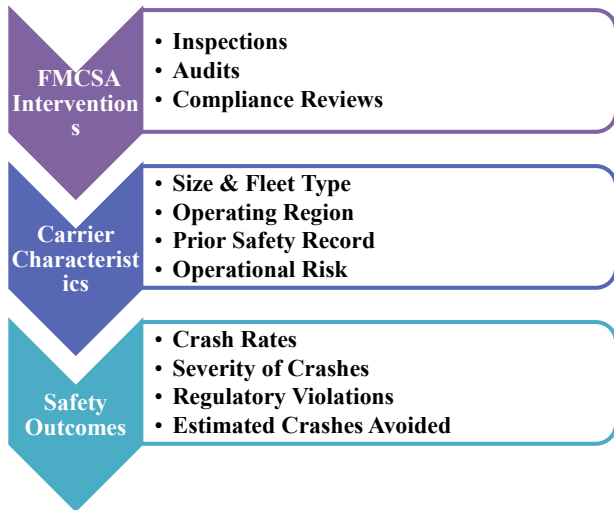 FMCSA
Intervention
s
• Inspections
• Audits
• Compliance Reviews
Carrier
Characterist
ics
• Size & Fleet Type
• Operating Region
• Prior Safety Record
• Operational Risk
Safety
Outcomes
• Crash Rates
• Severity of Crashes
• Regulatory Violations
• Estimated Crashes Avoided